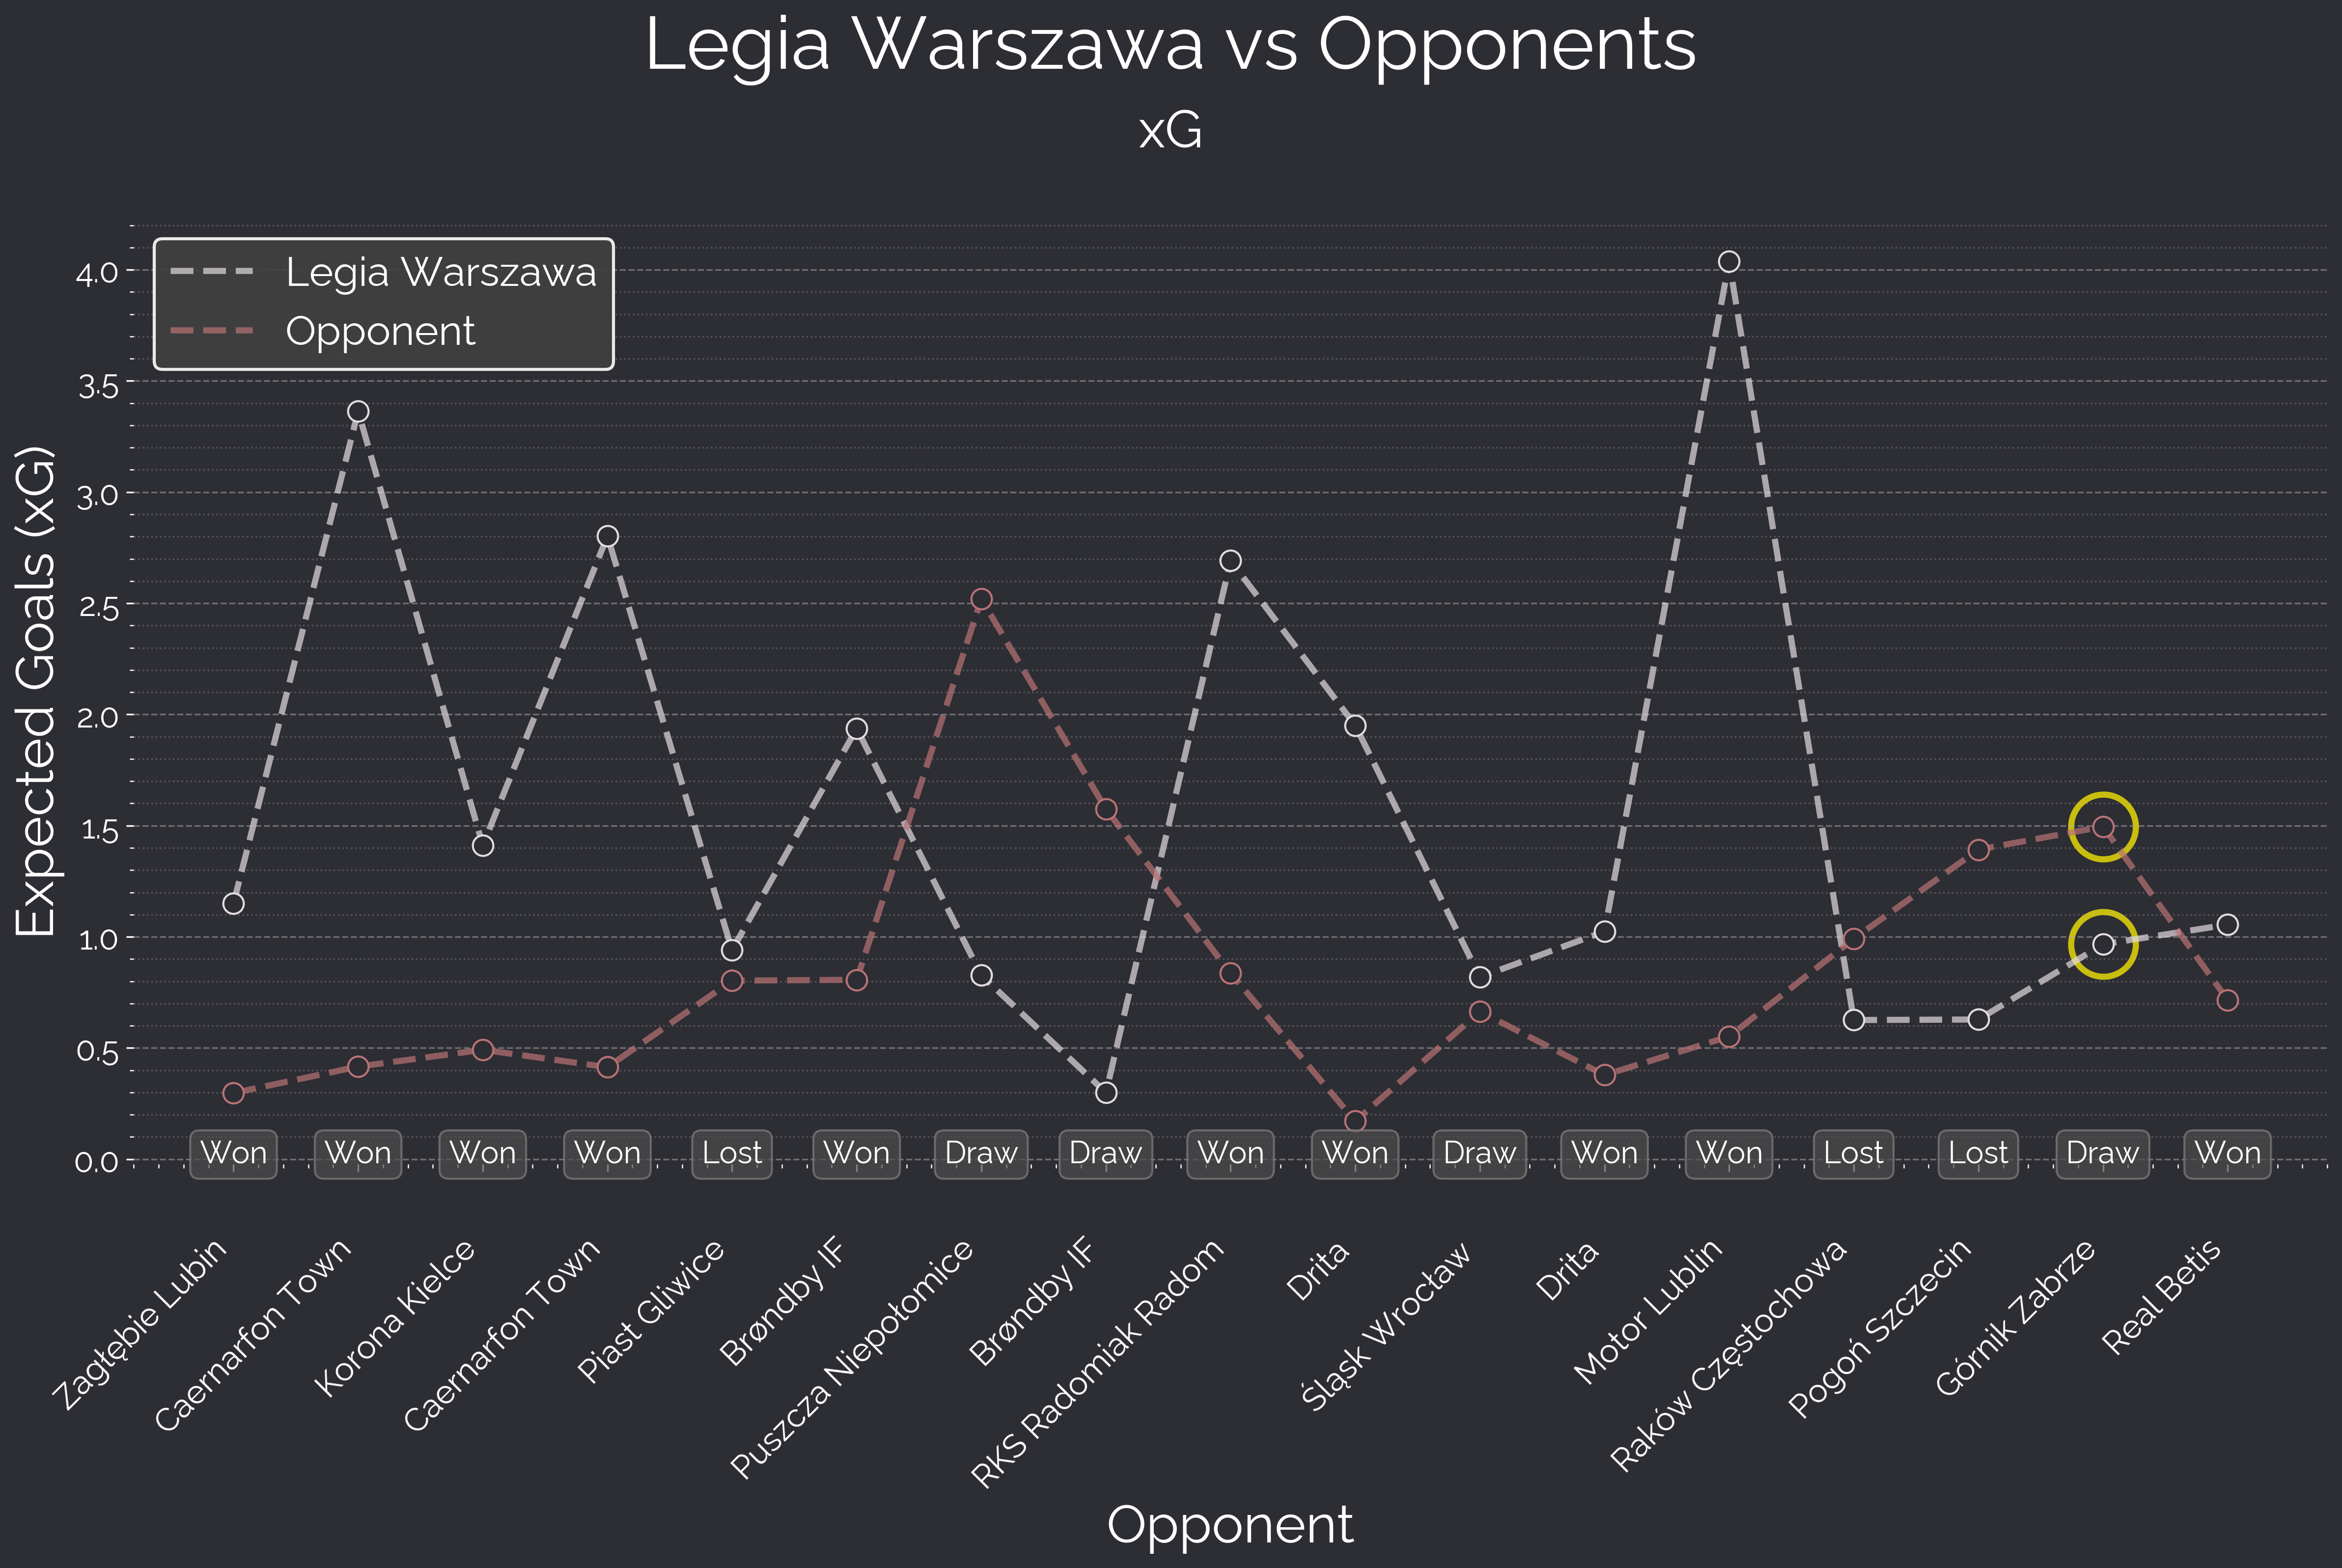 Legia Warszawa vs Opponents
xG
Legia Warszawa
Opponent
Expected Goals (xG)
4.0
3.5
3.0
2.5
2.0
1.5
1.0
0.5
0.0
Won Won Won Won Lost Won Draw Draw Won Won Draw Won Won Lost Lost Draw Won
Zagłębie Lubin
Caernarfon Town
Korona Kielce
Caernarfon Town
Piast Gliwice
Brøndby IF
Puszcza Niepołomice
Brøndby IF
RKS Radomiak Radom
Drita
Śląsk Wrocław
Drita
Motor Lublin
Raków Częstochowa
Pogoń Szczecin
Górnik Zabrze
Real Betis
Opponent